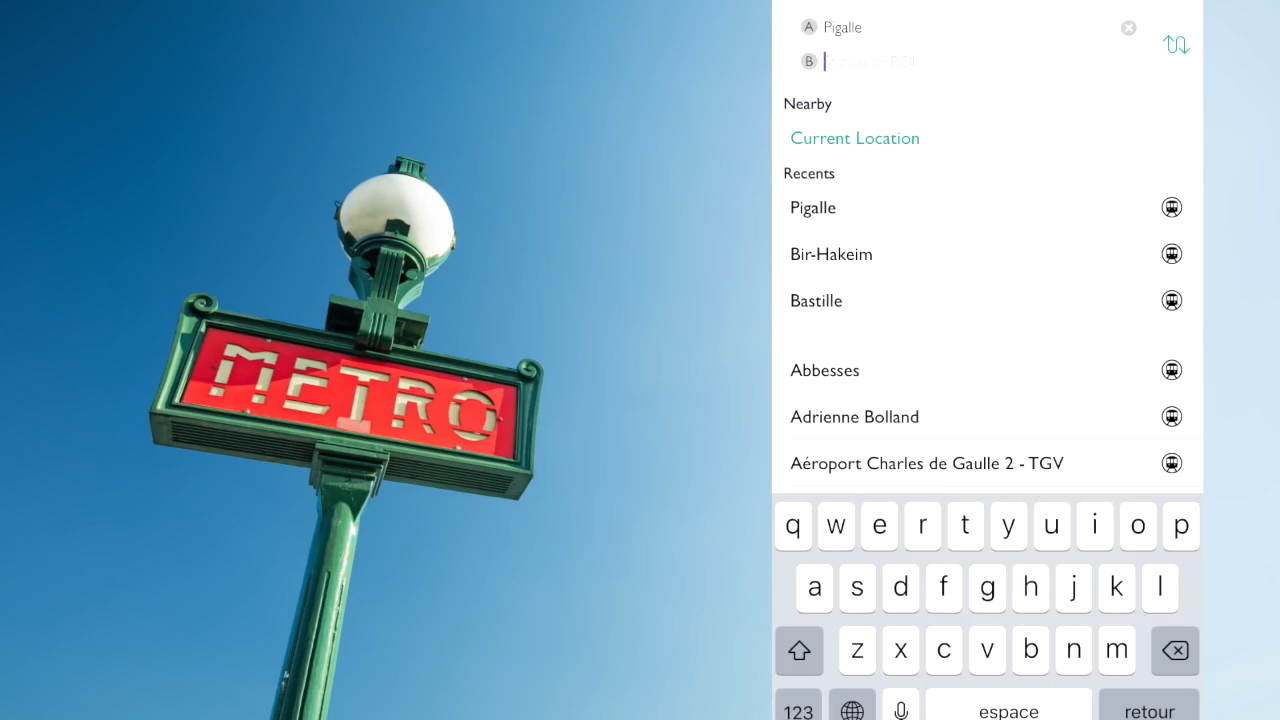 METRO
A Pigalle
B
Nearby
Current Location
Recents
Pigalle
Bir-Hakeim
Bastille
Abbesses
Adrienne Bolland
Aéroport Charles de Gaulle 2 - TGV
q w e r t y u i o p
a s d f g h j k l
z x c v b n m
123 espace retour